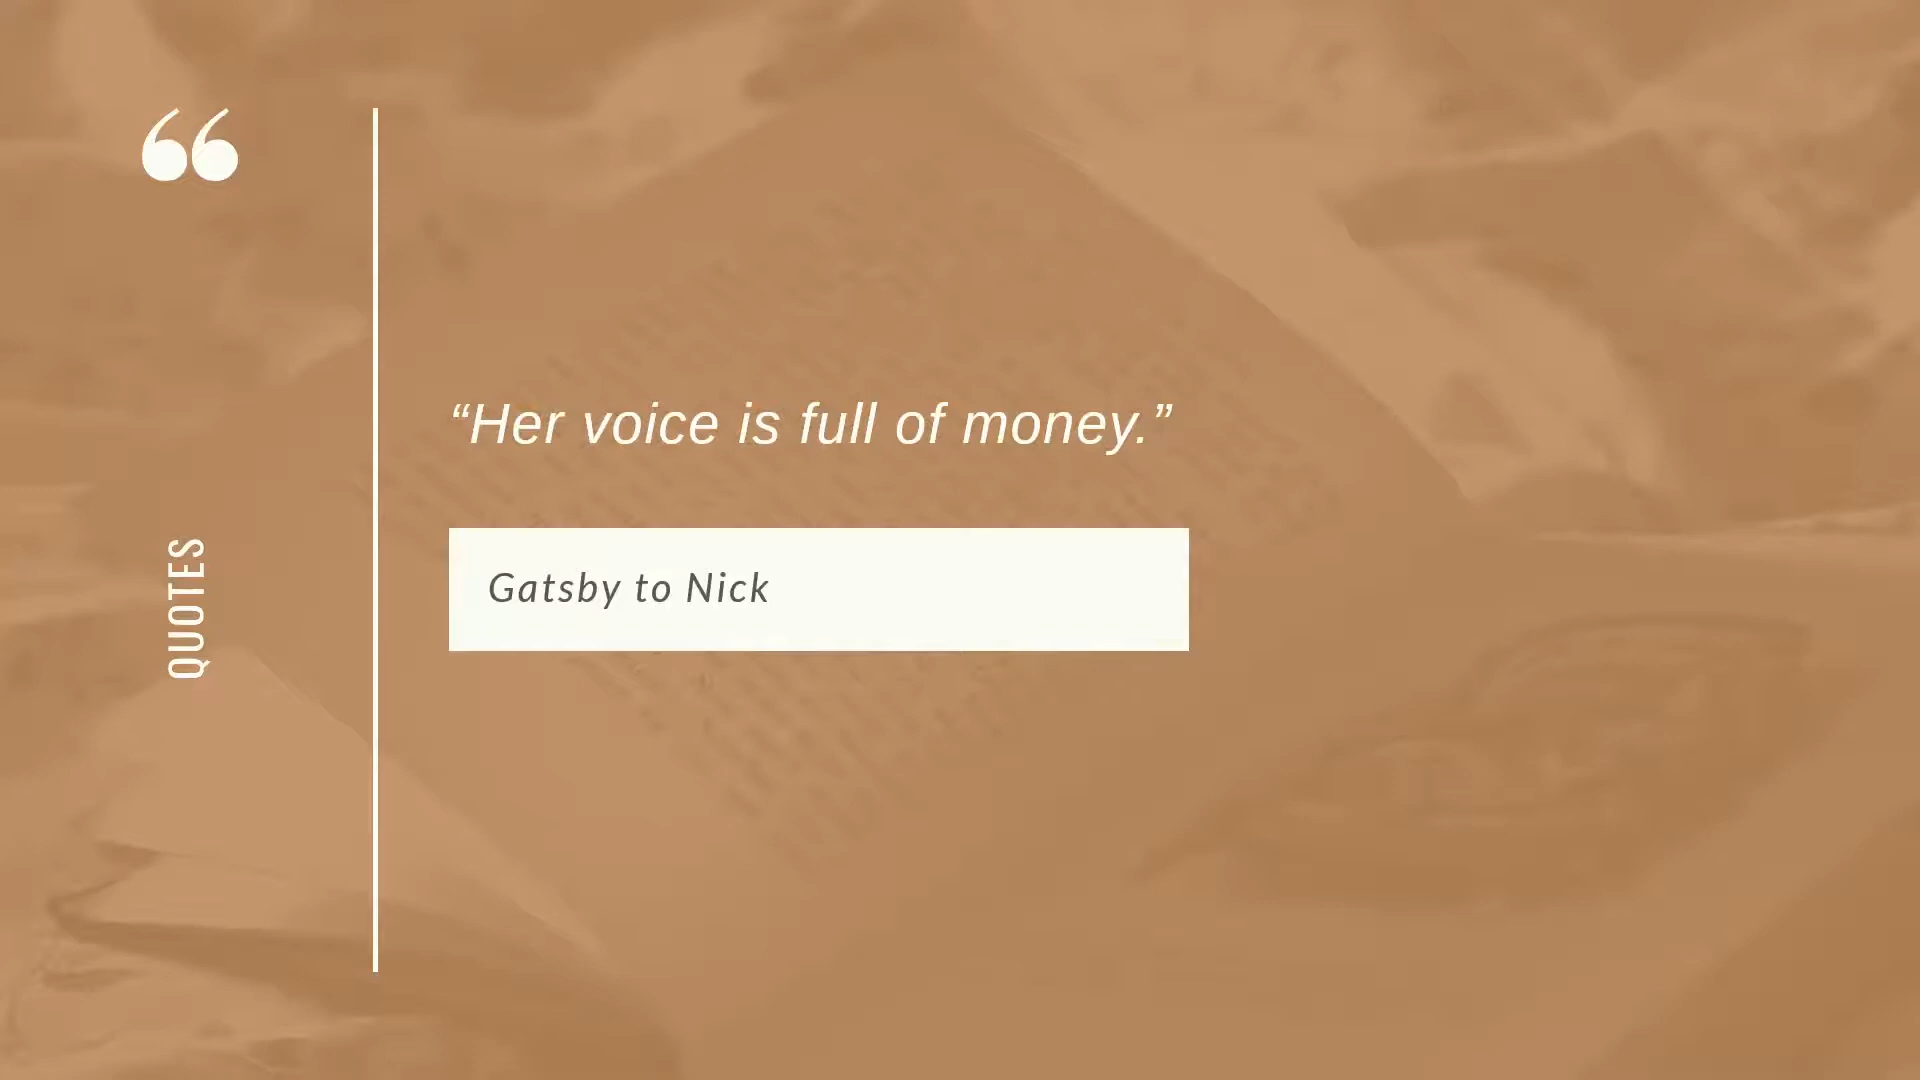 QUOTES
“Her voice is full of money.”
Gatsby to Nick